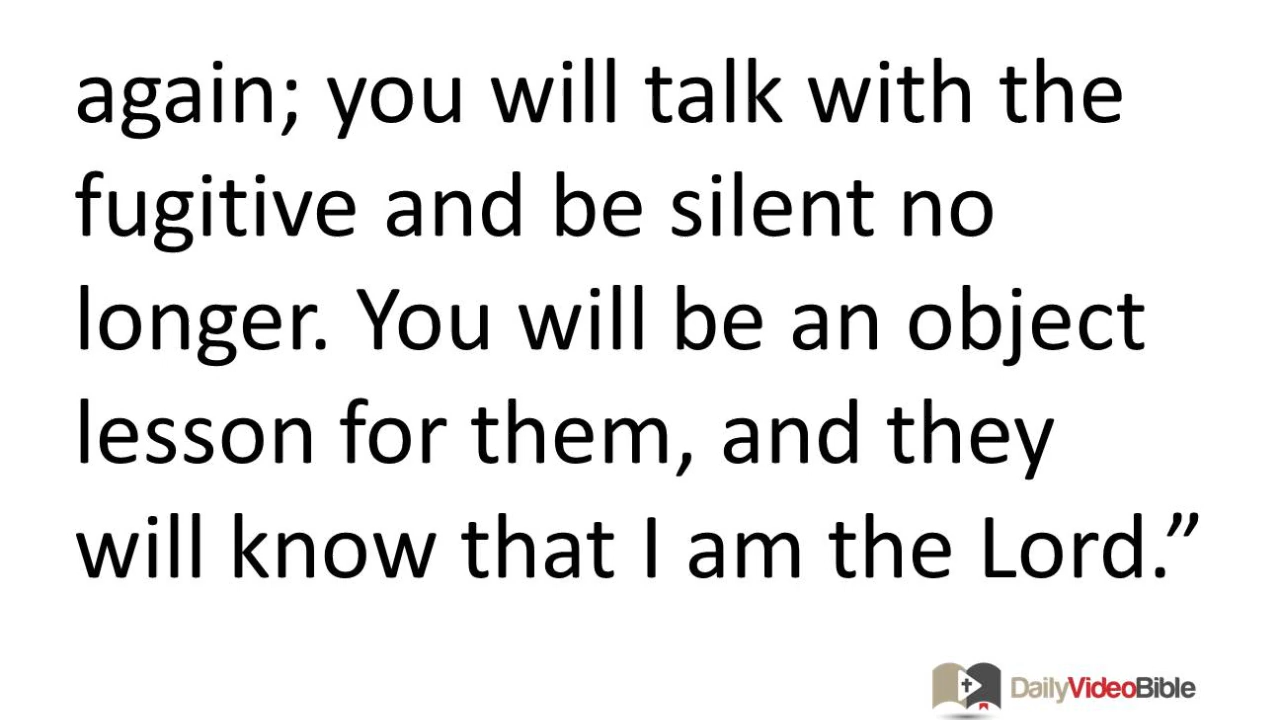 again; you will talk with the
fugitive and be silent no
longer. You will be an object
lesson for them, and they
will know that I am the Lord.”
DailyVideoBible